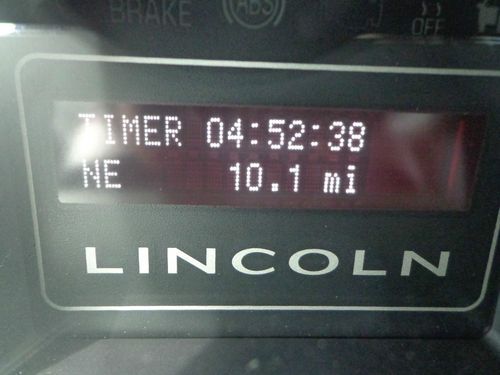 BRAKE ABS
OFF
TIMER 04:52:38
NE 10.1 mi
LINCOLN